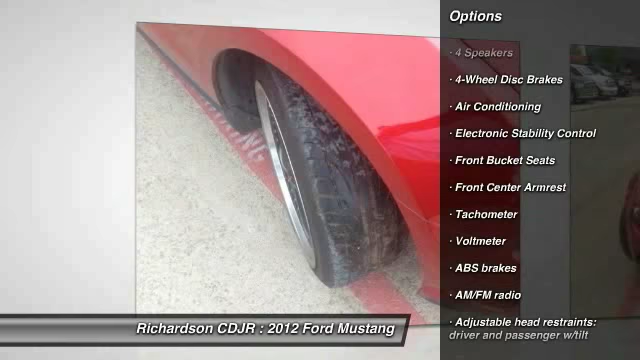 Options
· 4 Speakers
· 4-Wheel Disc Brakes
· Air Conditioning
· Electronic Stability Control
· Front Bucket Seats
· Front Center Armrest
· Tachometer
· Voltmeter
· ABS brakes
· AM/FM radio
· Adjustable head restraints:
driver and passenger w/tilt
Richardson CDJR : 2012 Ford Mustang